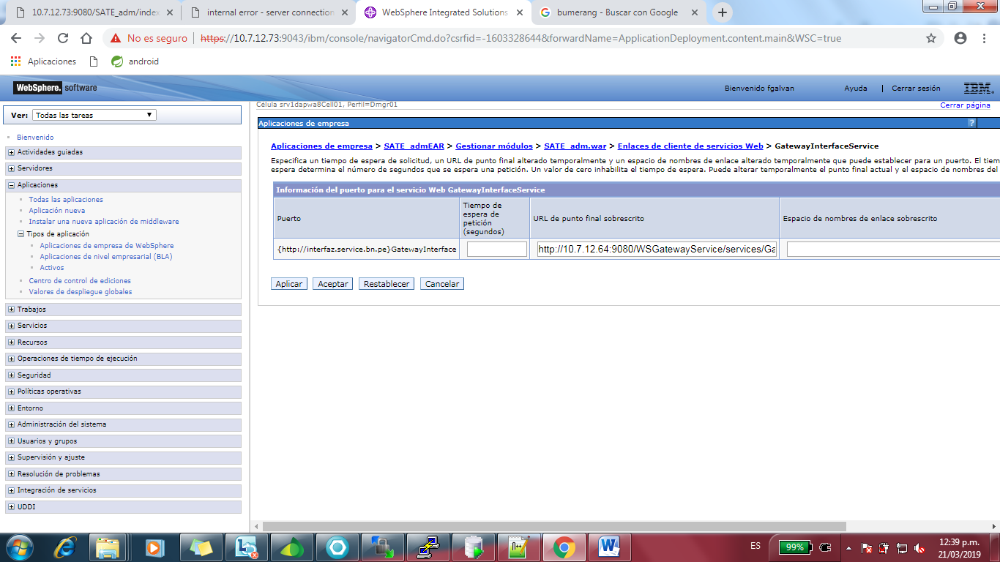 10.7.12.73:9080/SATE_adm/index
internal error - server connection
WebSphere Integrated Solutions
bumerang - Buscar con Google
No es seguro
https://10.7.12.73:9043/ibm/console/navigatorCmd.do?csrfid=-1603328644&forwardName=ApplicationDeployment.content.main&WSC=true
Aplicaciones
android
WebSphere. software
Bienvenido fgalvan
Ayuda | Cerrar sesión
IBM.
Ver: Todas las tareas
Bienvenido
Actividades guiadas
Servidores
Aplicaciones
Todas las aplicaciones
Aplicación nueva
Instalar una nueva aplicación de middleware
Tipos de aplicación
Aplicaciones de empresa de WebSphere
Aplicaciones de nivel empresarial (BLA)
Activos
Centro de control de ediciones
Valores de despliegue globales
Trabajos
Servicios
Recursos
Operaciones de tiempo de ejecución
Seguridad
Políticas operativas
Entorno
Administración del sistema
Usuarios y grupos
Supervisión y ajuste
Resolución de problemas
Integración de servicios
UDDI
Célula srv1dapwa8Cell01, Perfil=Dmgr01
Cerrar página
Aplicaciones de empresa
?
Aplicaciones de empresa > SATE_admEAR > Gestionar módulos > SATE_adm.war > Enlaces de cliente de servicios Web > GatewayInterfaceService
Especifica un tiempo de espera de solicitud, un URL de punto final alterado temporalmente y un espacio de nombres de enlace alterado temporalmente que puede establecer para un puerto. El tiem
espera determina el número de segundos que se espera una petición. Un valor de cero inhabilita el tiempo de espera. Puede alterar temporalmente el punto final actual y el espacio de nombres del
Información del puerto para el servicio Web GatewayInterfaceService
Puerto
Tiempo de
espera de
petición
(segundos)
URL de punto final sobrescrito
Espacio de nombres de enlace sobrescrito
{http://interfaz.service.bn.pe}GatewayInterface
http://10.7.12.64:9080/WSGatewayService/services/Ga
Aplicar
Aceptar
Restablecer
Cancelar
ES
99%
12:39 p.m.
21/03/2019